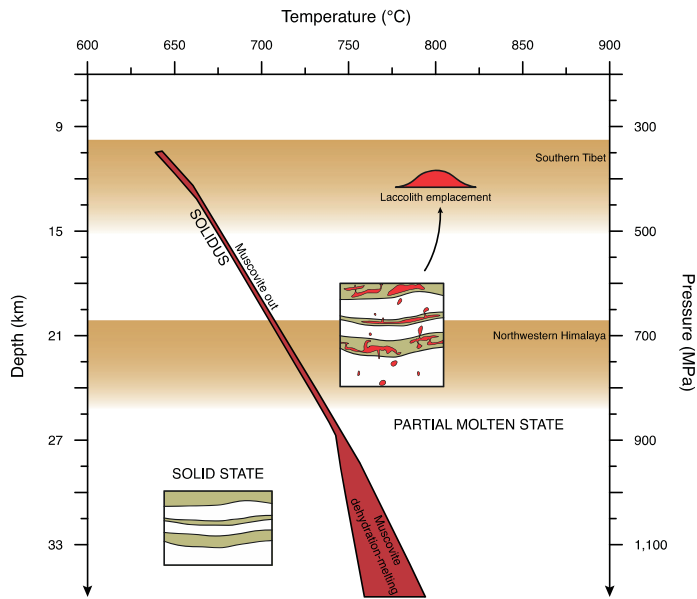 Temperature (°C)
600 650 700 750 800 850 900
9 300
Southern Tibet
Laccolith emplacement
15 500
SOLIDUS
Muscovite out
Depth (km)
Pressure (MPa)
21 700
Northwestern Himalaya
PARTIAL MOLTEN STATE
27 900
SOLID STATE
33 1,100
Muscovite
dehydration-melting